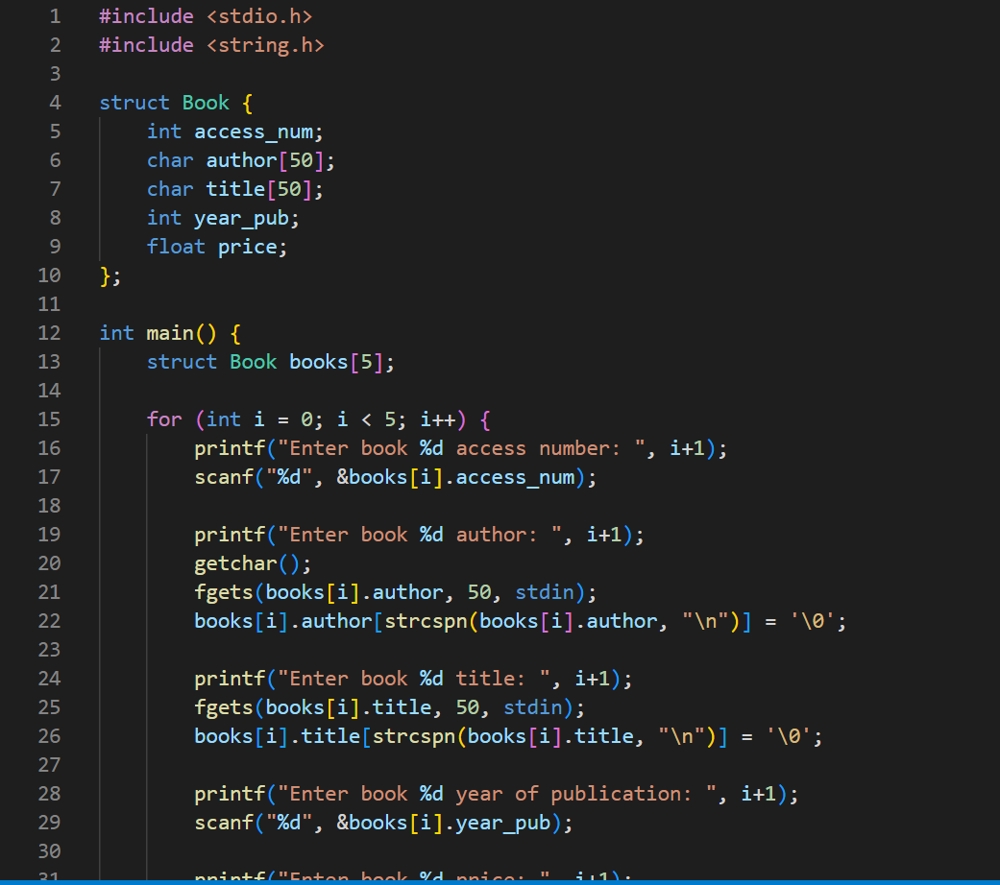 1 #include <stdio.h>
2 #include <string.h>
3
4 struct Book {
5     int access_num;
6     char author[50];
7     char title[50];
8     int year_pub;
9     float price;
10 };
11
12 int main() {
13     struct Book books[5];
14
15     for (int i = 0; i < 5; i++) {
16         printf("Enter book %d access number: ", i+1);
17         scanf("%d", &books[i].access_num);
18
19         printf("Enter book %d author: ", i+1);
20         getchar();
21         fgets(books[i].author, 50, stdin);
22         books[i].author[strcspn(books[i].author, "\n")] = '\0';
23
24         printf("Enter book %d title: ", i+1);
25         fgets(books[i].title, 50, stdin);
26         books[i].title[strcspn(books[i].title, "\n")] = '\0';
27
28         printf("Enter book %d year of publication: ", i+1);
29         scanf("%d", &books[i].year_pub);
30
31         printf("Enter book %d price: ", i+1);